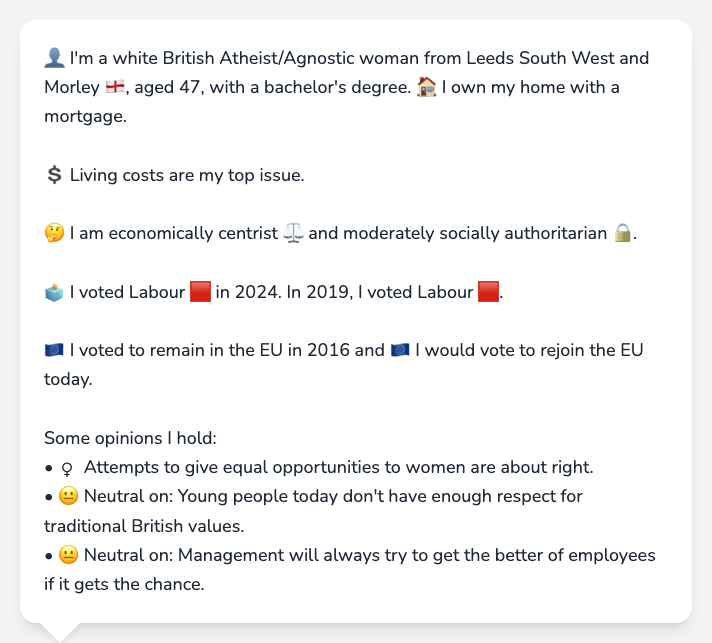 👤 I'm a white British Atheist/Agnostic woman from Leeds South West and
Morley 🏴󠁧󠁢󠁥󠁮󠁧󠁿, aged 47, with a bachelor's degree. 🏠 I own my home with a
mortgage.
💲 Living costs are my top issue.
🤔 I am economically centrist ⚖️ and moderately socially authoritarian 🔒.
🗳️ I voted Labour 🟥 in 2024. In 2019, I voted Labour 🟥.
🇪🇺 I voted to remain in the EU in 2016 and 🇪🇺 I would vote to rejoin the EU
today.
Some opinions I hold:
• ♀ Attempts to give equal opportunities to women are about right.
• 😐 Neutral on: Young people today don't have enough respect for
traditional British values.
• 😐 Neutral on: Management will always try to get the better of employees
if it gets the chance.